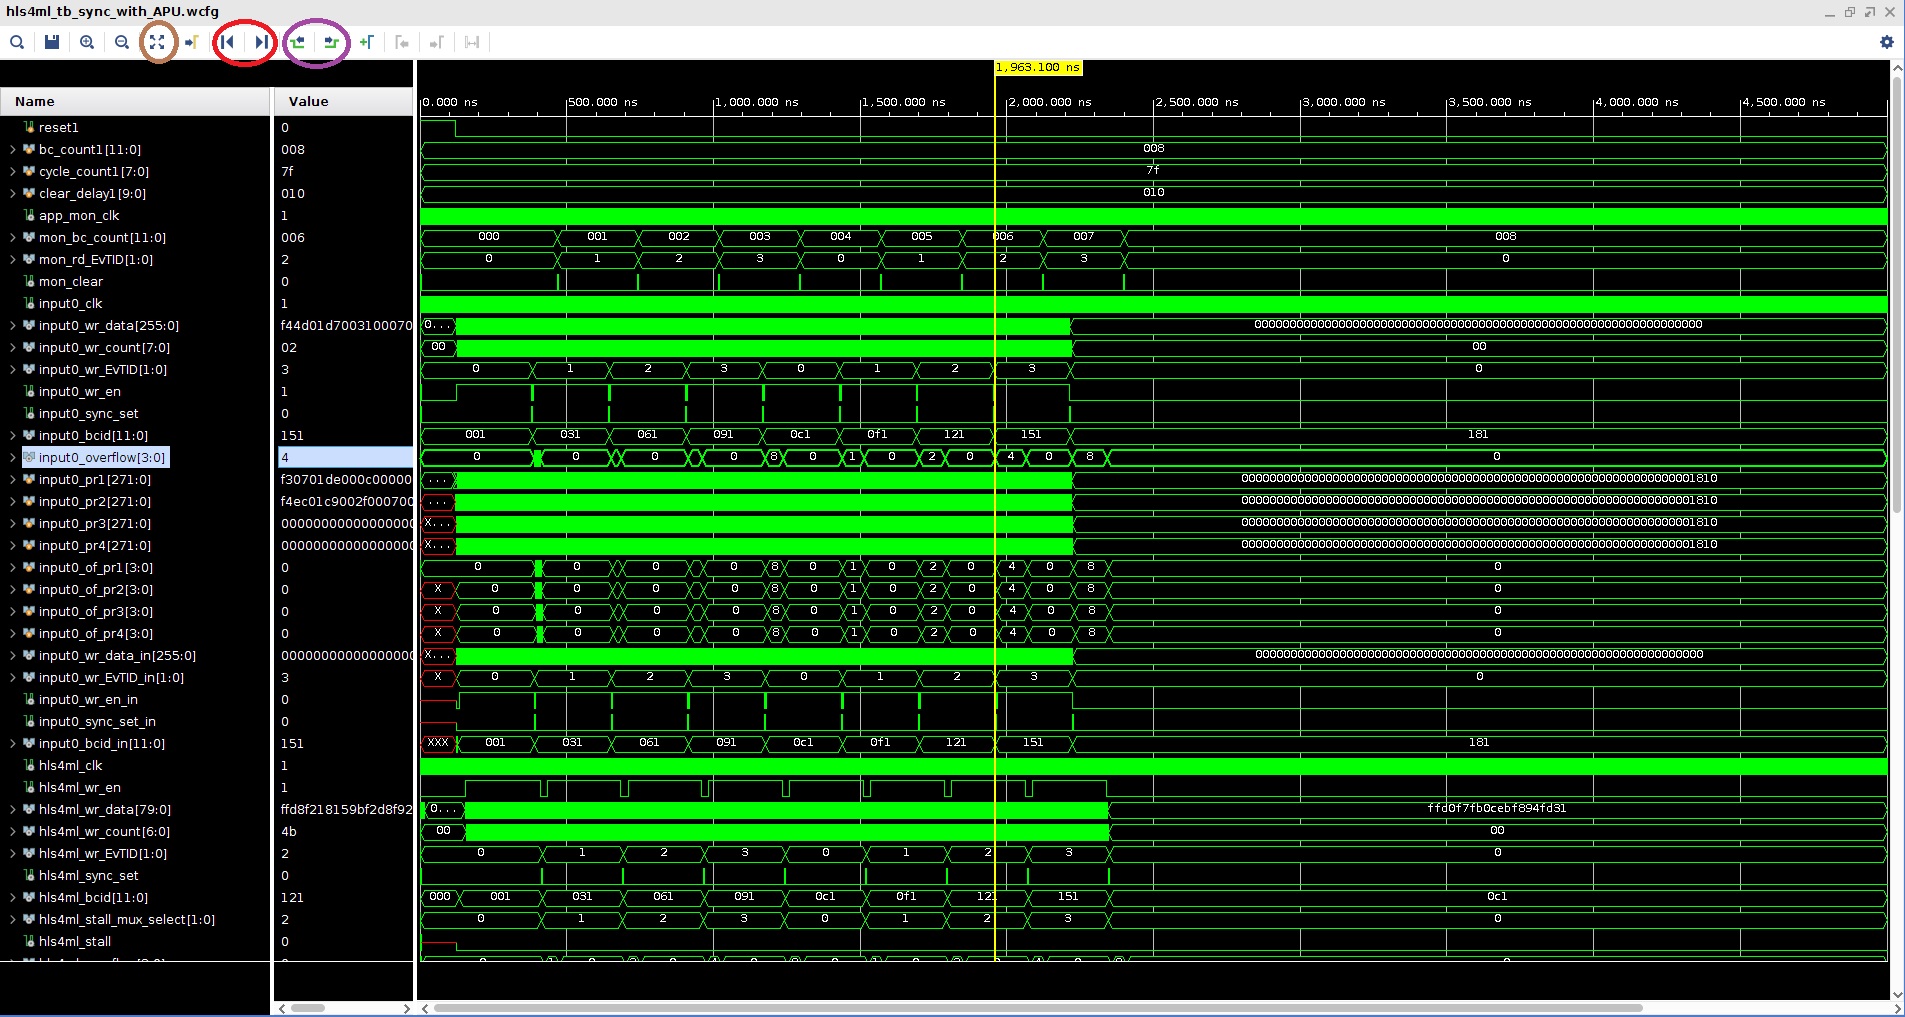 hls4ml_tb_sync_with_APU.wcfg
1,963.100 ns
Name Value 0.000 ns 500.000 ns 1,000.000 ns 1,500.000 ns 2,000.000 ns 2,500.000 ns 3,000.000 ns 3,500.000 ns 4,000.000 ns 4,500.000 ns
reset1 0
bc_count1[11:0] 008 008
cycle_count1[7:0] 7f 7f
clear_delay1[9:0] 010 010
app_mon_clk 1
mon_bc_count[11:0] 006 000 001 002 003 004 005 006 007 008
mon_rd_EvTID[1:0] 2 0 1 2 3 0 1 2 3 0
mon_clear 0
input0_clk 1
input0_wr_data[255:0] f44d01d7003100070 0...
input0_wr_count[7:0] 02 00 00
input0_wr_EvTID[1:0] 3 0 1 2 3 0 1 2 3 0
input0_wr_en 1
input0_sync_set 0
input0_bcid[11:0] 151 001 031 061 091 0c1 0f1 121 151 181
input0_overflow[3:0] 4 0 0 0 0 8 0 1 0 2 0 4 0 8 0
input0_pr1[271:0] f30701de000c00000 ...
input0_pr2[271:0] f4ec01c9002f000700 ...
input0_pr3[271:0] X...
input0_pr4[271:0] X...
input0_of_pr1[3:0] 0 0 0 0 0 8 0 1 0 2 0 4 0 8 0
input0_of_pr2[3:0] 0 X 0 0 0 0 8 0 1 0 2 0 4 0 8 0
input0_of_pr3[3:0] 0 X 0 0 0 0 8 0 1 0 2 0 4 0 8 0
input0_of_pr4[3:0] 0 X 0 0 0 0 8 0 1 0 2 0 4 0 8 0
input0_wr_data_in[255:0] X...
input0_wr_EvTID_in[1:0] 3 X 0 1 2 3 0 1 2 3 0
input0_wr_en_in 0
input0_sync_set_in 0
input0_bcid_in[11:0] 151 XXX 001 031 061 091 0c1 0f1 121 151 181
hls4ml_clk 1
hls4ml_wr_en 1
hls4ml_wr_data[79:0] ffd8f218159bf2d8f92 0... ffd0f7fb0cebf894fd31
hls4ml_wr_count[6:0] 4b 00 00
hls4ml_wr_EvTID[1:0] 2 0 1 2 3 0 1 2 3 0
hls4ml_sync_set 0
hls4ml_bcid[11:0] 121 000 001 031 061 091 0c1 0f1 121 151 0c1
hls4ml_stall_mux_select[1:0] 2 0 1 2 3 0 1 2 3 0
hls4ml_stall 0